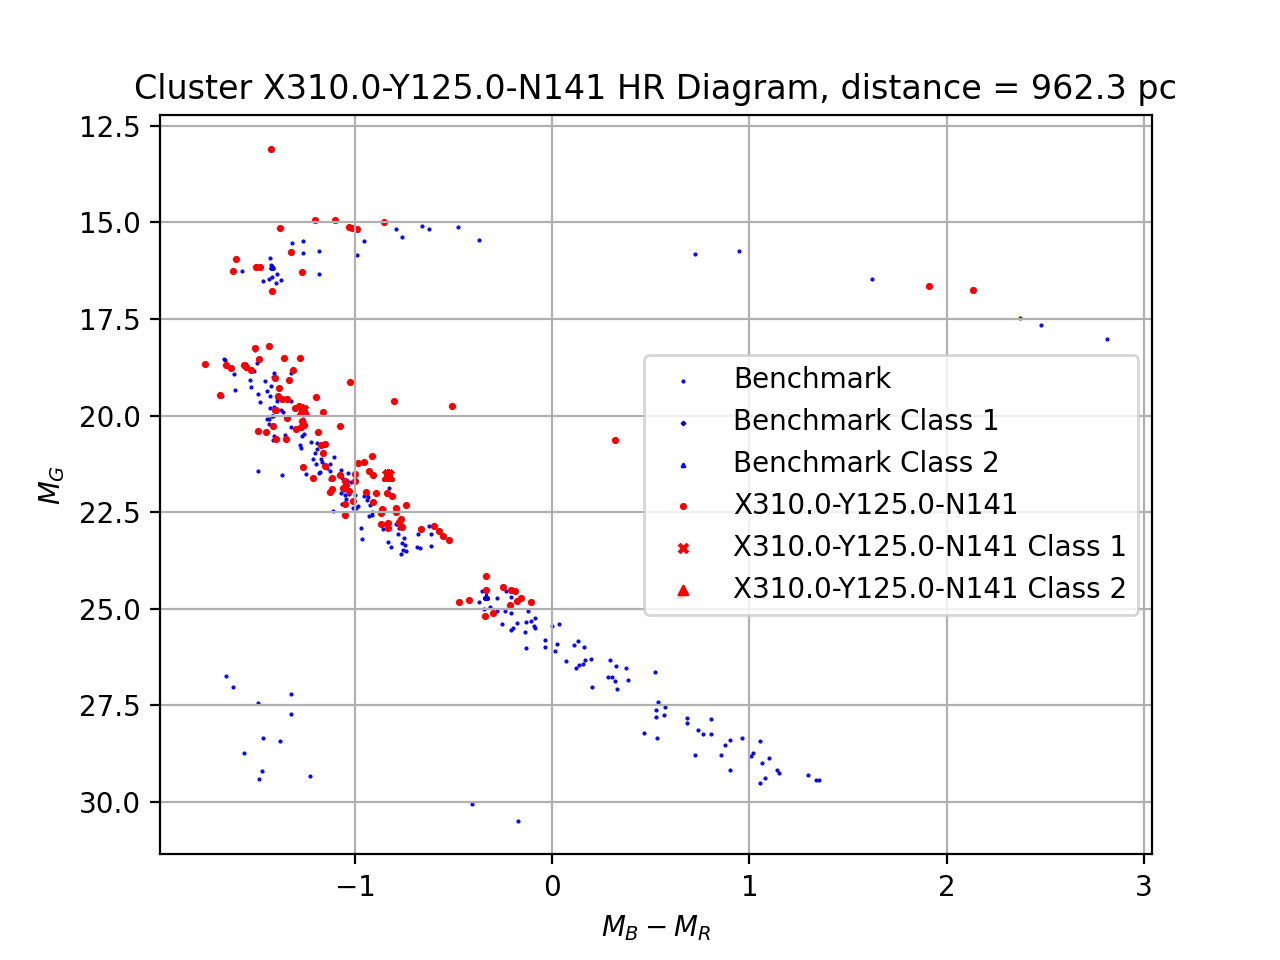 Cluster X310.0-Y125.0-N141 HR Diagram, distance = 962.3 pc
12.5
15.0
17.5
20.0
22.5
25.0
27.5
30.0
M_G
Benchmark
Benchmark Class 1
Benchmark Class 2
X310.0-Y125.0-N141
X310.0-Y125.0-N141 Class 1
X310.0-Y125.0-N141 Class 2
−1 0 1 2 3
M_B − M_R